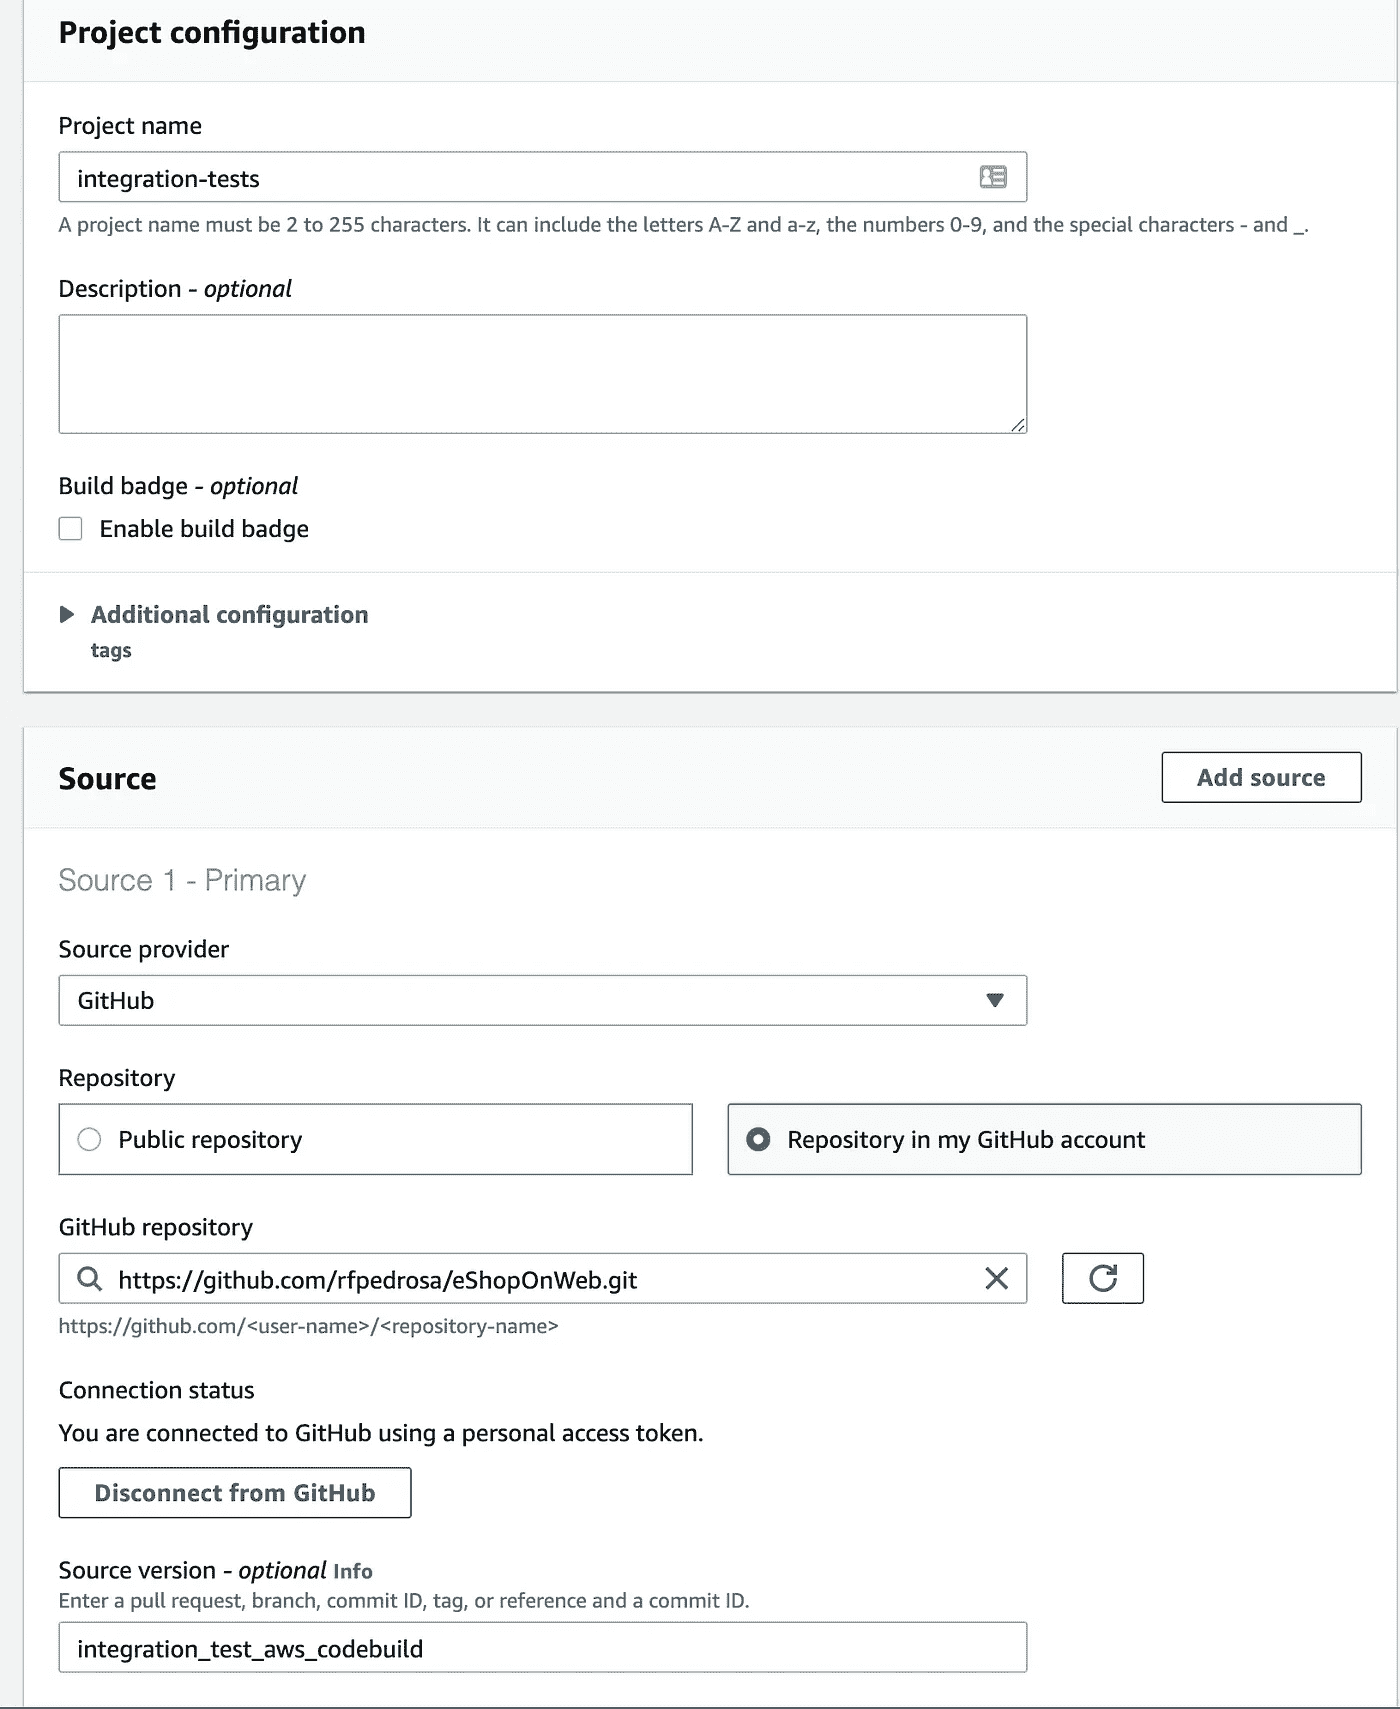 Project configuration
Project name
integration-tests
A project name must be 2 to 255 characters. It can include the letters A-Z and a-z, the numbers 0-9, and the special characters - and _.
Description - optional
Build badge - optional
Enable build badge
Additional configuration
tags
Source
Add source
Source 1 - Primary
Source provider
GitHub
Repository
Public repository
Repository in my GitHub account
GitHub repository
https://github.com/rfpedrosa/eShopOnWeb.git
https://github.com/<user-name>/<repository-name>
Connection status
You are connected to GitHub using a personal access token.
Disconnect from GitHub
Source version - optional Info
Enter a pull request, branch, commit ID, tag, or reference and a commit ID.
integration_test_aws_codebuild